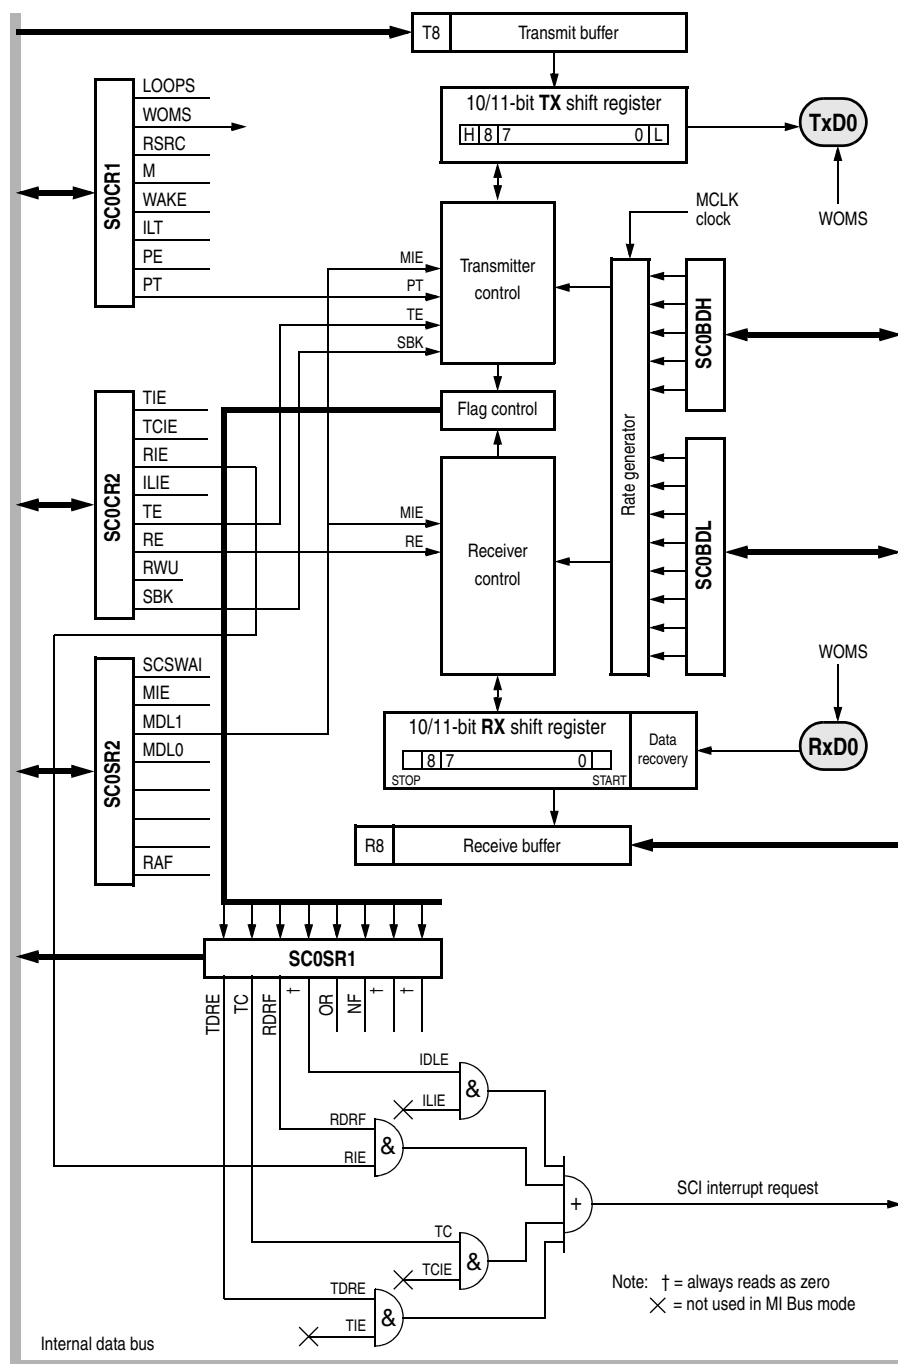 T8
Transmit buffer
10/11-bit TX shift register
H 8 7 0 L
TxD0
WOMS
SC0CR1
LOOPS
WOMS
RSRC
M
WAKE
ILT
PE
PT
MCLK
clock
MIE
PT
TE
SBK
Transmitter
control
Rate generator
SC0BDH
Flag control
SC0CR2
TIE
TCIE
RIE
ILIE
TE
RE
RWU
SBK
MIE
RE
Receiver
control
SC0BDL
SC0SR2
SCSWAI
MIE
MDL1
MDL0
RAF
WOMS
RxD0
10/11-bit RX shift register
8 7 0
STOP
START
Data
recovery
R8
Receive buffer
SC0SR1
TDRE
TC
RDRF
†
OR
NF
†
†
IDLE
ILIE
&
RDRF
RIE
&
+
SCI interrupt request
TC
TCIE
&
TDRE
TIE
&
Note: † = always reads as zero
= not used in MI Bus mode
Internal data bus